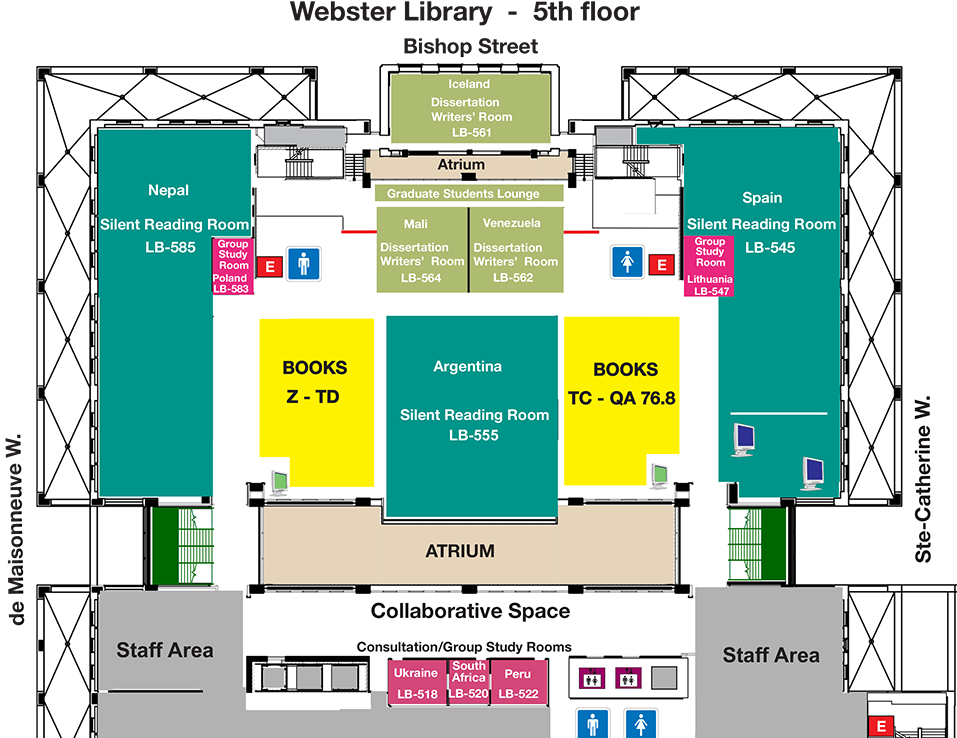 Webster Library - 5th floor
Bishop Street
Iceland
Dissertation
Writers' Room
LB-561
Atrium
Graduate Students Lounge
Nepal
Silent Reading Room
LB-585
Mali
Dissertation
Writers' Room
LB-564
Venezuela
Dissertation
Writers' Room
LB-562
Spain
Silent Reading Room
LB-545
Group
Study
Room
Poland
LB-583
E
E
Group
Study
Room
Lithuania
LB-547
BOOKS
Z - TD
Argentina
Silent Reading Room
LB-555
BOOKS
TC - QA 76.8
de Maisonneuve W.
Ste-Catherine W.
ATRIUM
Collaborative Space
Staff Area
Consultation/Group Study Rooms
Ukraine
LB-518
South
Africa
LB-520
Peru
LB-522
Staff Area
E